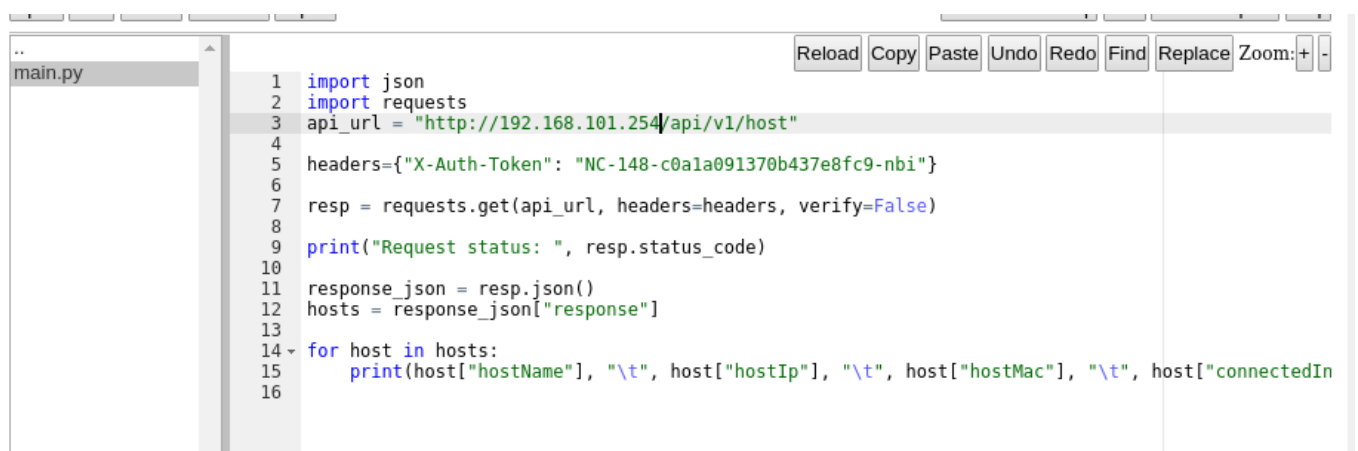 ..
main.py
Reload Copy Paste Undo Redo Find Replace Zoom: + -
1 import json
2 import requests
3 api_url = "http://192.168.101.254/api/v1/host"
4
5 headers={"X-Auth-Token": "NC-148-c0a1a091370b437e8fc9-nbi"}
6
7 resp = requests.get(api_url, headers=headers, verify=False)
8
9 print("Request status: ", resp.status_code)
10
11 response_json = resp.json()
12 hosts = response_json["response"]
13
14 for host in hosts:
15     print(host["hostName"], "\t", host["hostIp"], "\t", host["hostMac"], "\t", host["connectedIn
16